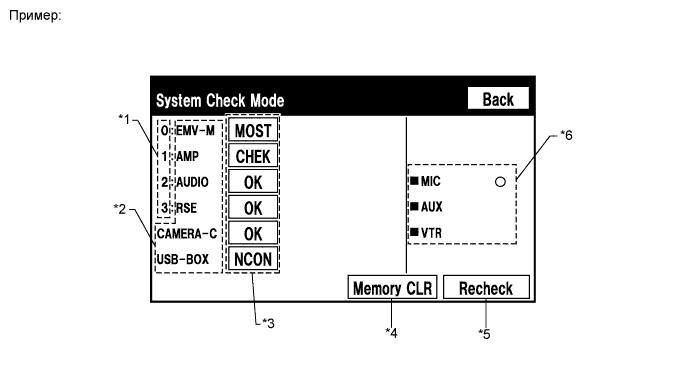 Пример:
System Check Mode Back
*1
0: EMV-M MOST
1: AMP CHEK
2: AUDIO OK
3: RSE OK
CAMERA-C OK
USB-BOX NCON
*2
*3
MIC ○
AUX
VTR
*6
Memory CLR Recheck
*4
*5